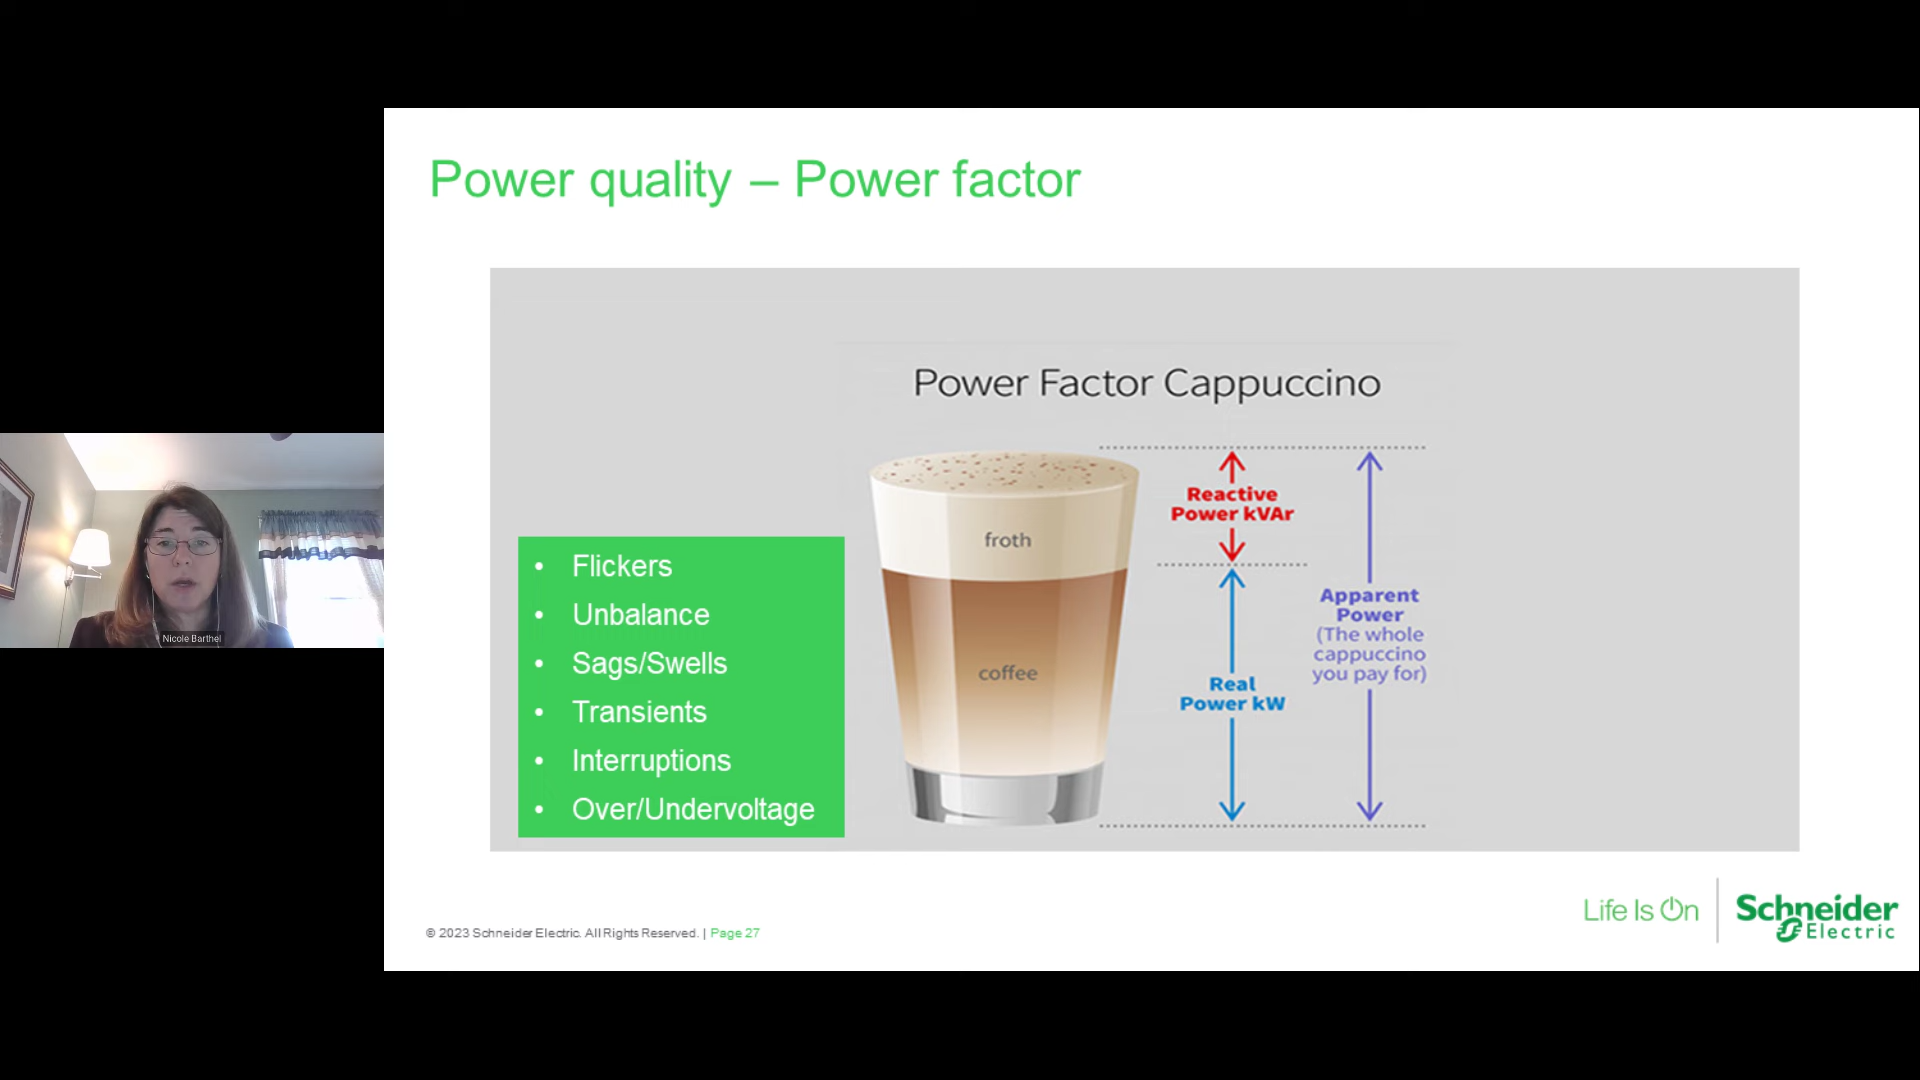 Power quality – Power factor
Power Factor Cappuccino
froth
coffee
Reactive
Power kVAr
Real
Power kW
Apparent
Power
(The whole
cappuccino
you pay for)
• Flickers
• Unbalance
• Sags/Swells
• Transients
• Interruptions
• Over/Undervoltage
Nicole Barthel
© 2023 Schneider Electric. All Rights Reserved. | Page 27
Life Is On
Schneider
Electric